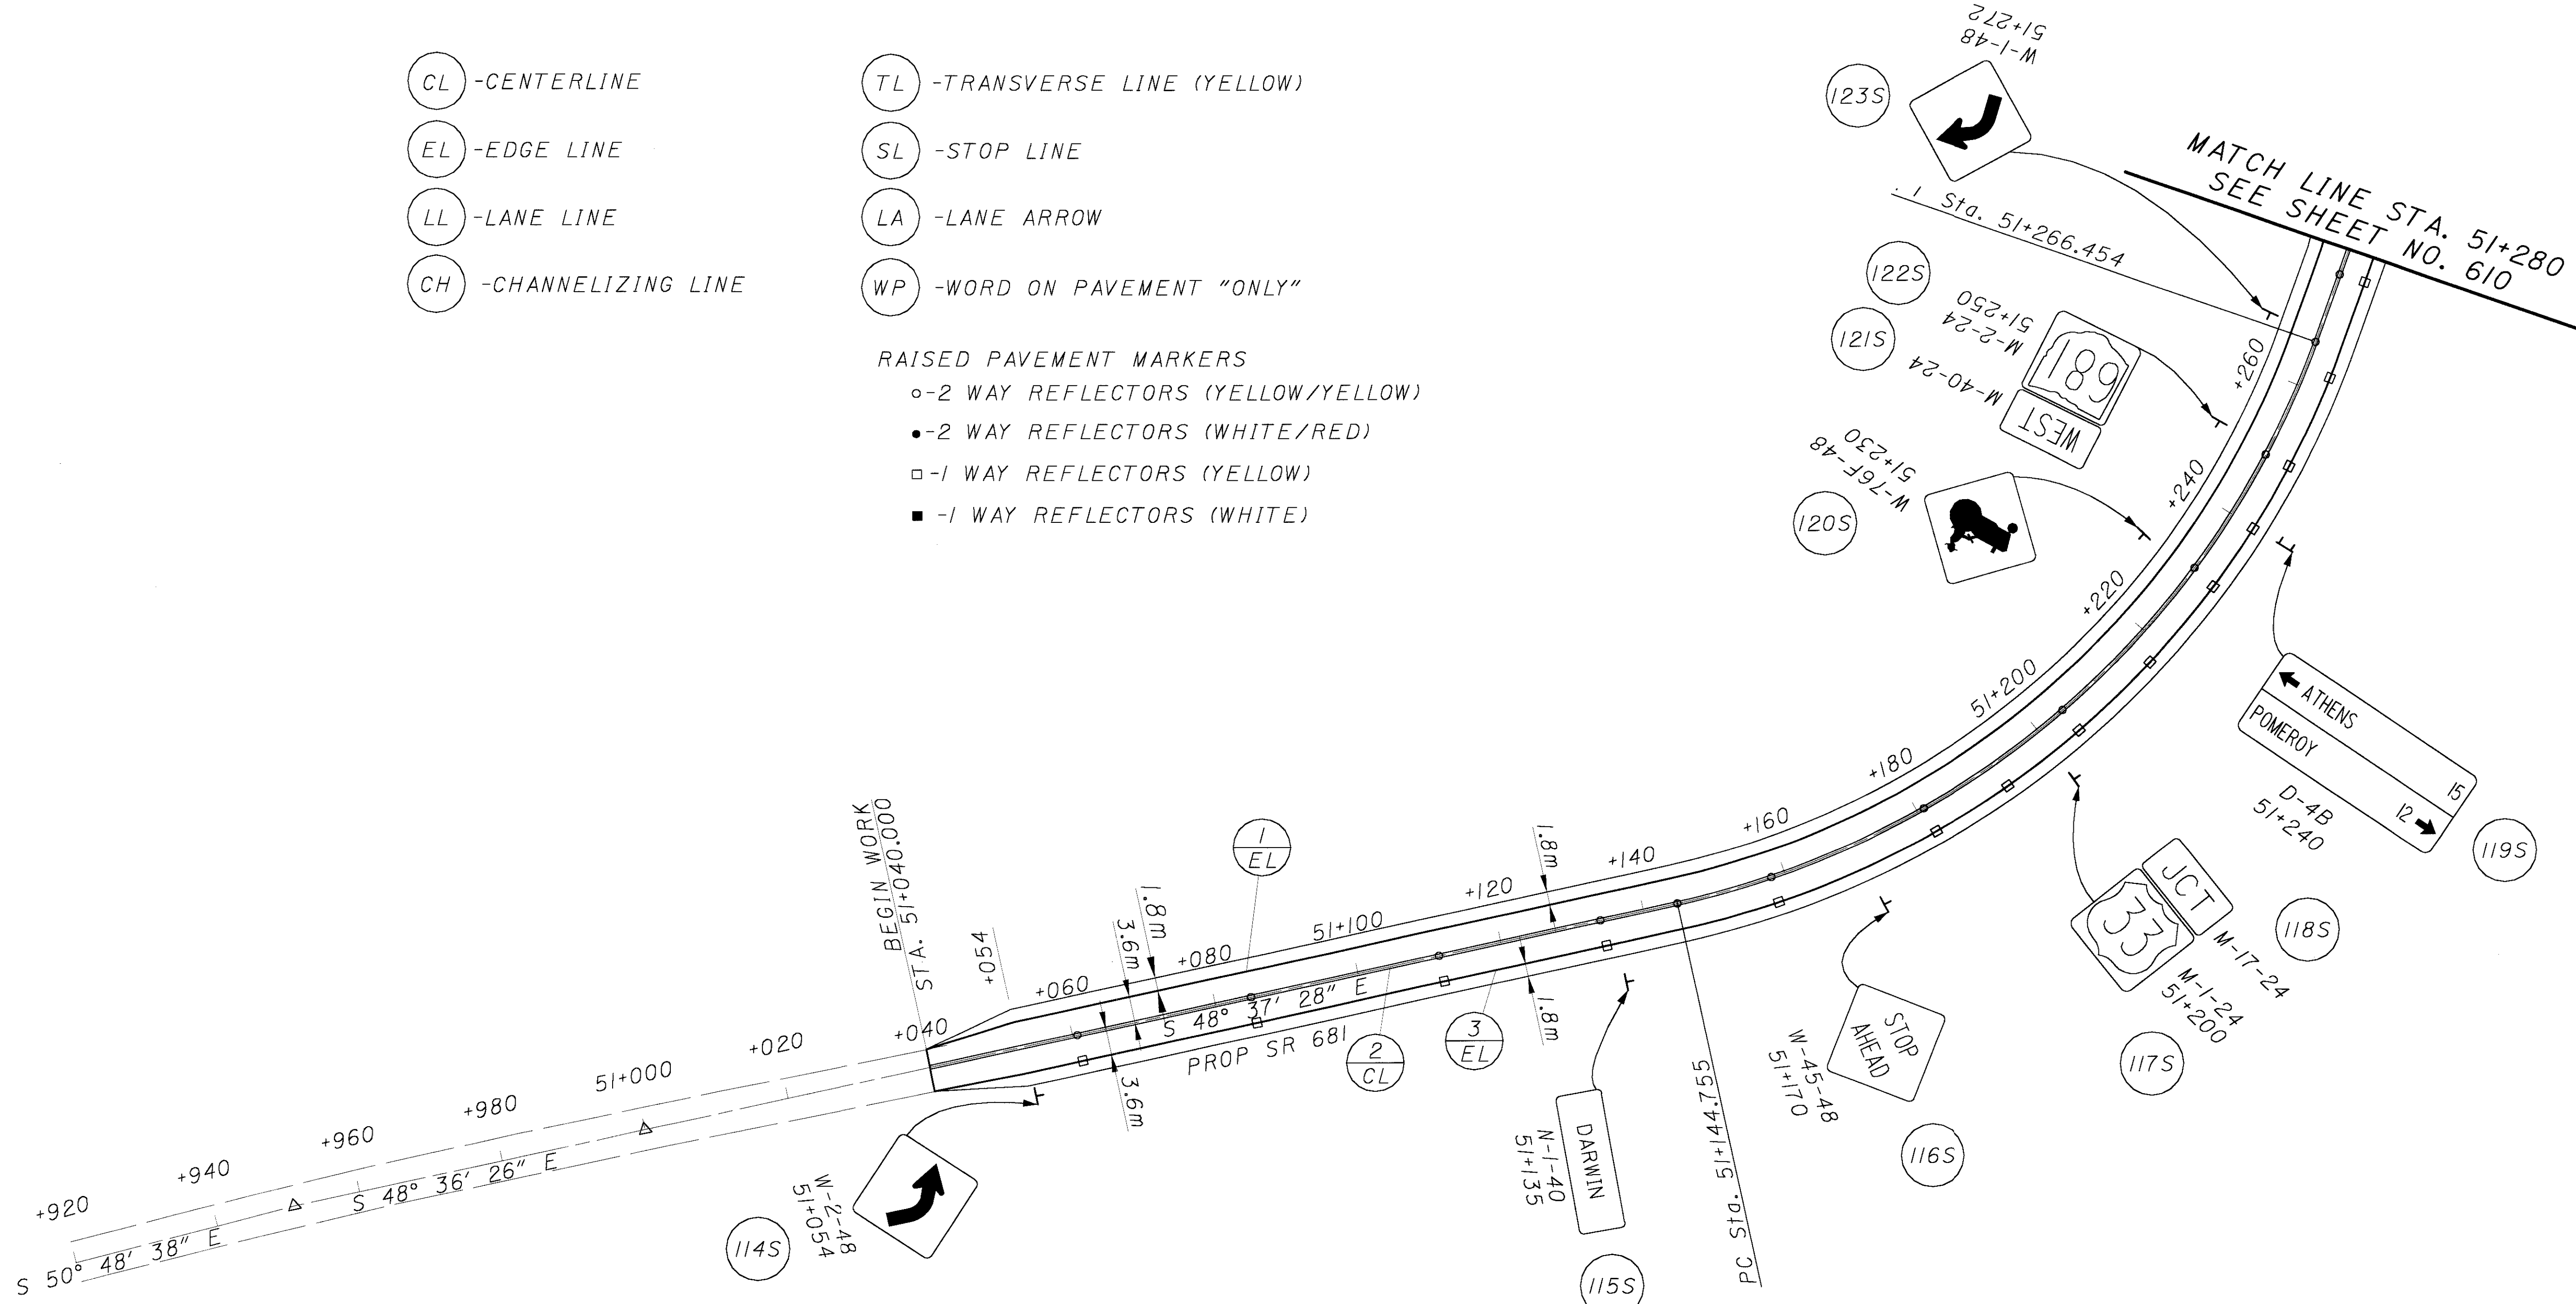 CL -CENTERLINE
EL -EDGE LINE
LL -LANE LINE
CH -CHANNELIZING LINE
TL -TRANSVERSE LINE (YELLOW)
SL -STOP LINE
LA -LANE ARROW
WP -WORD ON PAVEMENT "ONLY"
RAISED PAVEMENT MARKERS
-2 WAY REFLECTORS (YELLOW/YELLOW)
-2 WAY REFLECTORS (WHITE/RED)
-1 WAY REFLECTORS (YELLOW)
-1 WAY REFLECTORS (WHITE)
W-1-48
51+272
123S
MATCH LINE STA. 51+280
SEE SHEET NO. 610
. 1 Sta. 51+266.454
122S
M-2-24
51+250
121S
M-40-24
WEST
189
W-76F-48
51+230
120S
+260
+240
+220
51+200
+180
+160
+140
+120
51+100
+080
+060
+054
+040
+020
51+000
+980
+960
+940
+920
ATHENS 15
POMEROY 12
D-4B
51+240
119S
JCT
33
118S
M-17-24
M-1-24
51+200
117S
STOP
AHEAD
W-45-48
51+170
116S
PC Sta. 51+144.755
DARWIN
N-1-40
51+135
115S
BEGIN WORK
STA. 51+040.000
1
EL
2
CL
3
EL
1.8m
3.6m
1.8m
1.8m
3.6m
S 48° 37' 28" E
PROP SR 681
W-2-48
51+054
114S
S 48° 36' 26" E
S 50° 48' 38" E